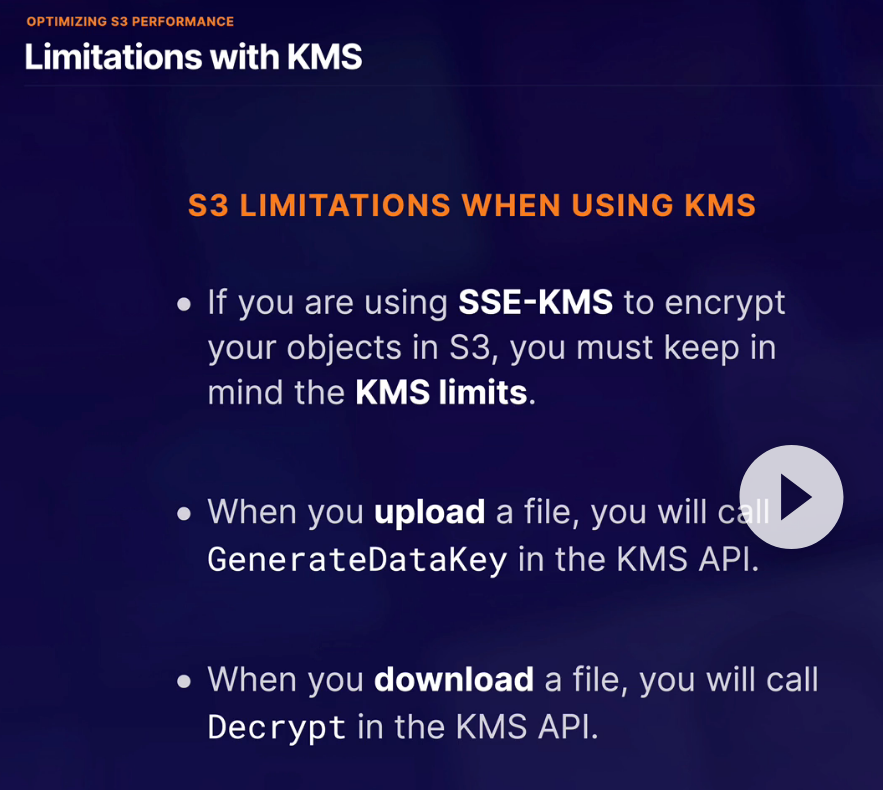 OPTIMIZING S3 PERFORMANCE
Limitations with KMS
S3 LIMITATIONS WHEN USING KMS
• If you are using SSE-KMS to encrypt
your objects in S3, you must keep in
mind the KMS limits.
• When you upload a file, you will call
GenerateDataKey in the KMS API.
• When you download a file, you will call
Decrypt in the KMS API.